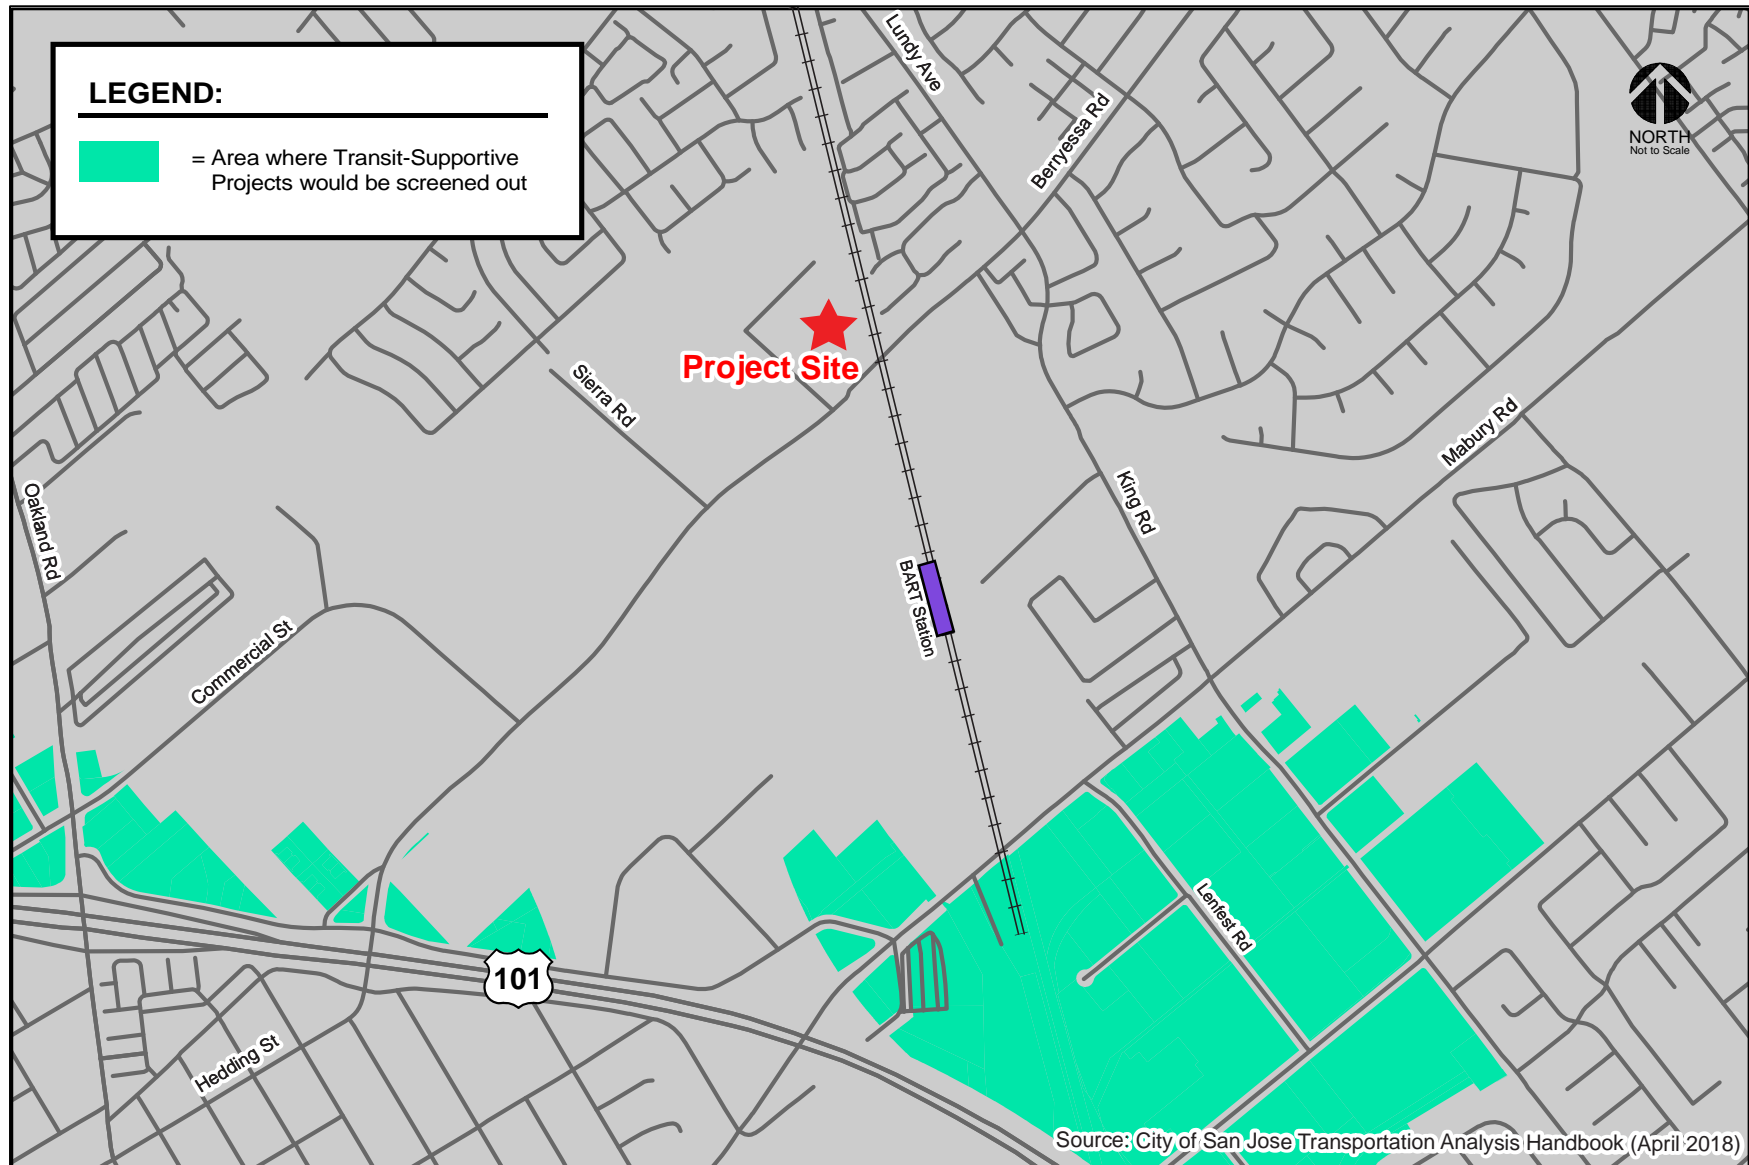 LEGEND:
= Area where Transit-Supportive
Projects would be screened out
Lundy Ave
Berryessa Rd
NORTH
Not to Scale
Project Site
Sierra Rd
Mabury Rd
King Rd
Oakland Rd
BART Station
Commercial St
Lenfest Rd
101
Hedding St
Source: City of San Jose Transportation Analysis Handbook (April 2018)